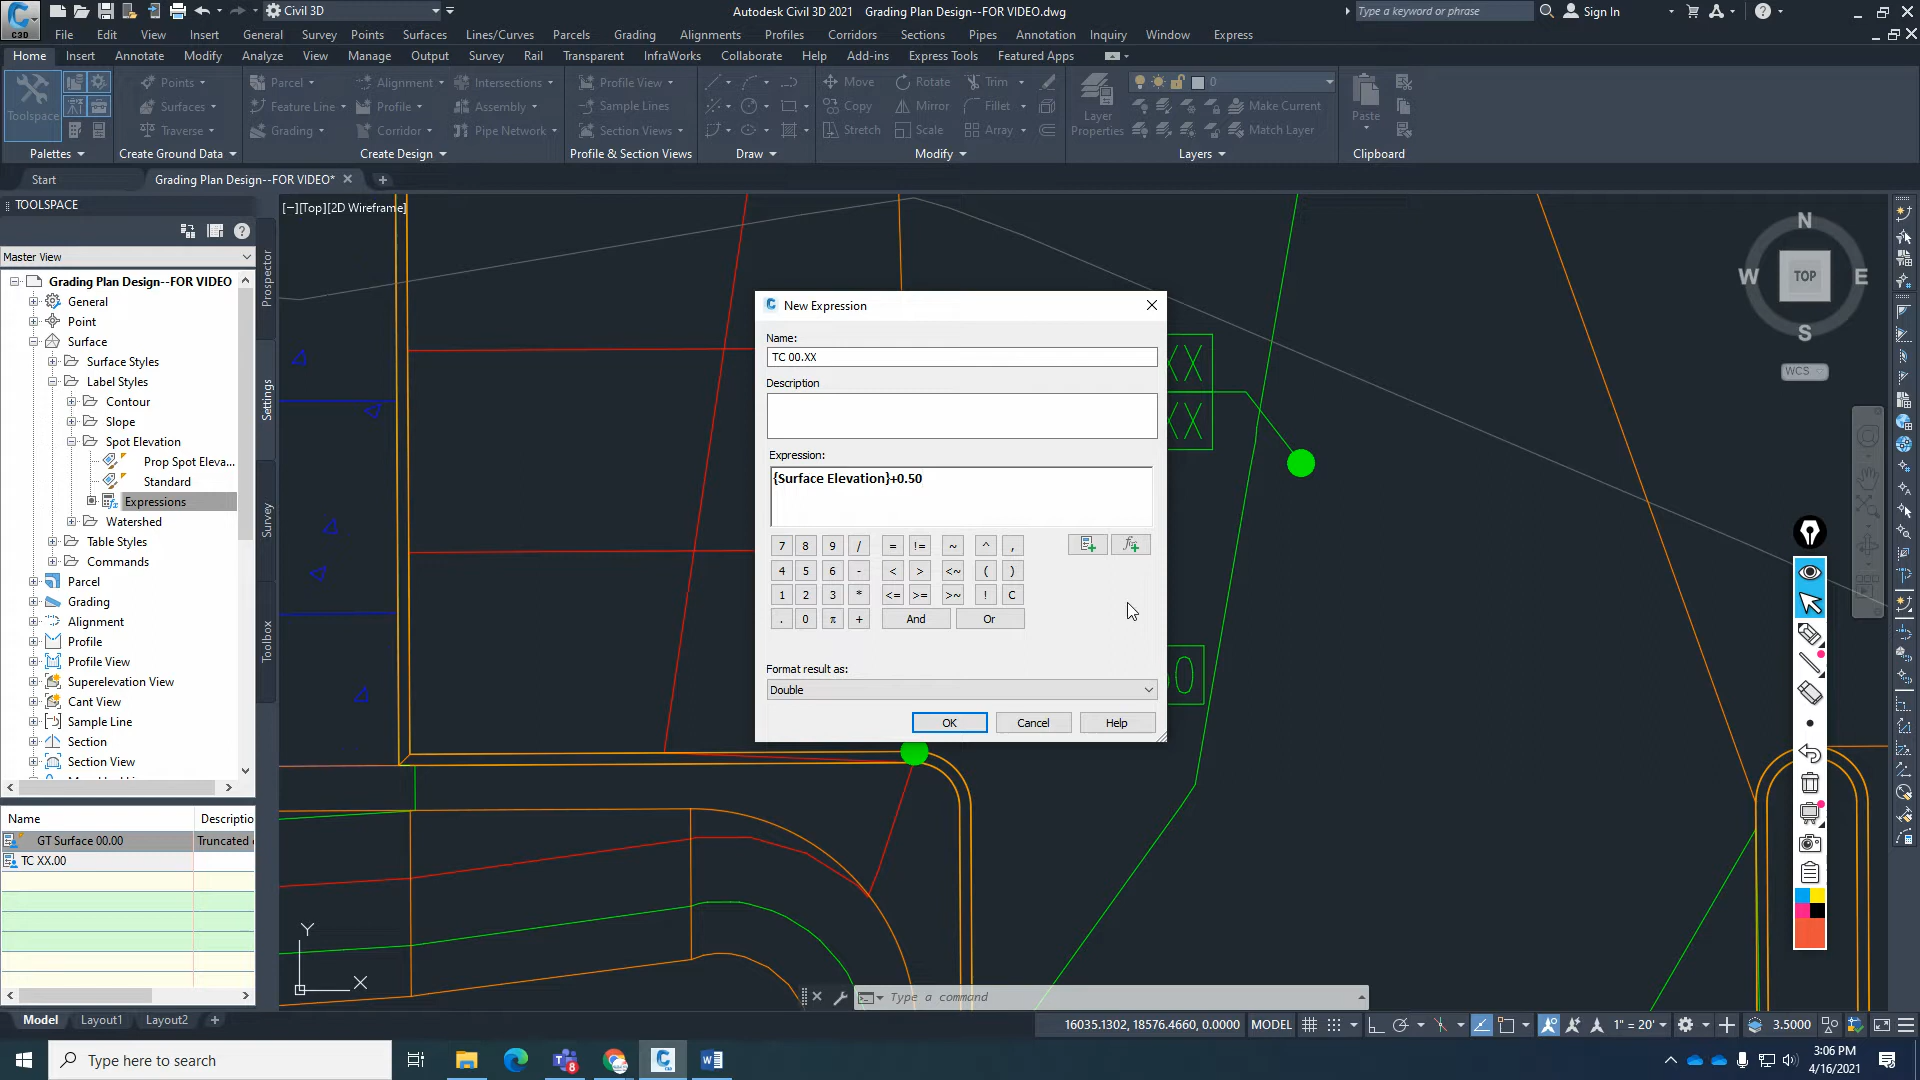 C3D
Civil 3D
Autodesk Civil 3D 2021 Grading Plan Design--FOR VIDEO.dwg
Type a keyword or phrase
Sign In
File Edit View Insert General Survey Points Surfaces Lines/Curves Parcels Grading Alignments Profiles Corridors Sections Pipes Annotation Inquiry Window Express
Home Insert Annotate Modify Analyze View Manage Output Survey Rail Transparent InfraWorks Collaborate Help Add-ins Express Tools Featured Apps
Toolspace
Points
Surfaces
Traverse
Parcel
Feature Line
Grading
Alignment
Profile
Corridor
Intersections
Assembly
Pipe Network
Profile View
Sample Lines
Section Views
Move
Copy
Stretch
Rotate
Mirror
Scale
Trim
Fillet
Array
Layer
Properties
0
Make Current
Match Layer
Paste
Palettes Create Ground Data Create Design Profile & Section Views Draw Modify Layers Clipboard
Start Grading Plan Design--FOR VIDEO*
TOOLSPACE
Master View
Grading Plan Design--FOR VIDEO
General
Point
Surface
Surface Styles
Label Styles
Contour
Slope
Spot Elevation
Prop Spot Eleva...
Standard
Expressions
Watershed
Table Styles
Commands
Parcel
Grading
Alignment
Profile
Profile View
Superelevation View
Cant View
Sample Line
Section
Section View
Prospector
Settings
Survey
Toolbox
Name Descriptio
GT Surface 00.00 Truncated
TC XX.00
[−][Top][2D Wireframe]
N
W TOP E
S
WCS
XX
XX
0
Y
X
New Expression
Name:
TC 00.XX
Description
Expression:
{Surface Elevation}+0.50
7 8 9 / = != ~ ^ ,
4 5 6 - < > <~ ( )
1 2 3 * <= >= >~ ! C
. 0 π + And Or
Format result as:
Double
OK Cancel Help
Type a command
Model Layout1 Layout2
16035.1302, 18576.4660, 0.0000 MODEL
1" = 20'
3.5000
Type here to search
8
3:06 PM
4/16/2021